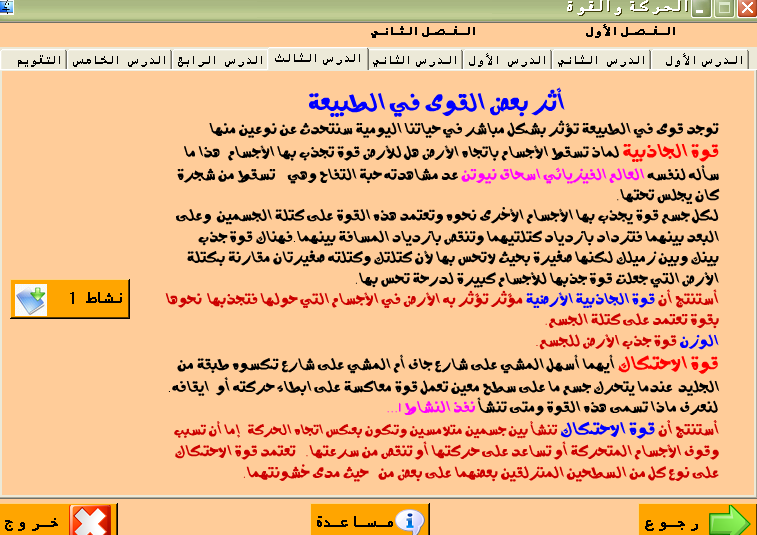 الحركة والقوة
الفصل الأول
الفصل الثاني
الدرس الأول
الدرس الثاني
الدرس الأول
الدرس الثاني
الدرس الثالث
الدرس الرابع
الدرس الخامس
التقويم
أثر بعض القوى في الطبيعة
توجد قوى في الطبيعة تؤثر بشكل مباشر في حياتنا اليومية سنتحدث عن نوعين منها
قوة الجاذبية لماذا تسقط الأجسام باتجاه الأرض هل للأرض قوة تجذب بها الأجسام هذا ما
سأله لنفسه العالم الفيزيائي اسحاق نيوتن عد مشاهدته حبة التفاح وهي تسقط من شجرة
كان يجلس تحتها.
لكل جسم قوة يجذب بها الأجسام الأخرى نحوه وتعتمد هذه القوة على كتلة الجسمين وعلى
البعد بينهما فتزداد بازدياد كتلتيهما وتنقص بازدياد المسافة بينهما. فهناك قوة جذب
بينك وبين زميلك لكنها صغيرة بحيث لاتحس بها لأن كتلتك وكتلته صغيرتان مقارنة بكتلة
الأرض التي جعلت قوة جذبها للأجسام كبيرة لدرجة تحس بها.
أستنتج أن قوة الجاذبية الأرضية مؤثر تؤثر به الأرض في الأجسام التي حولها فتجذبها نحوها
بقوة تعتمد على كتلة الجسم.
الوزن قوة جذب الأرض للجسم.
قوة الاحتكاك أيهما أسهل المشي على شارع جاف أم المشي على شارع تكسوه طبقة من
الجليد عندما يتحرك جسم ما على سطح معين تعمل قوة معاكسة على ابطاء حركته أو ايقافه.
لنعرف ماذا تسمى هذه القوة ومتى تنشأ نفذ النشاط ١...
أستنتج أن قوة الاحتكاك تنشأ بين جسمين متلامسين وتكون بعكس اتجاه الحركة إما أن تسبب
وقوف الأجسام المتحركة أو تساعد على حركتها أو تنقص من سرعتها. تعتمد قوة الاحتكاك
على نوع كل من السطحين المنزلقين بعضهما على بعض من حيث مدى خشونتهما.
نشاط 1
رجوع
مساعدة
خروج